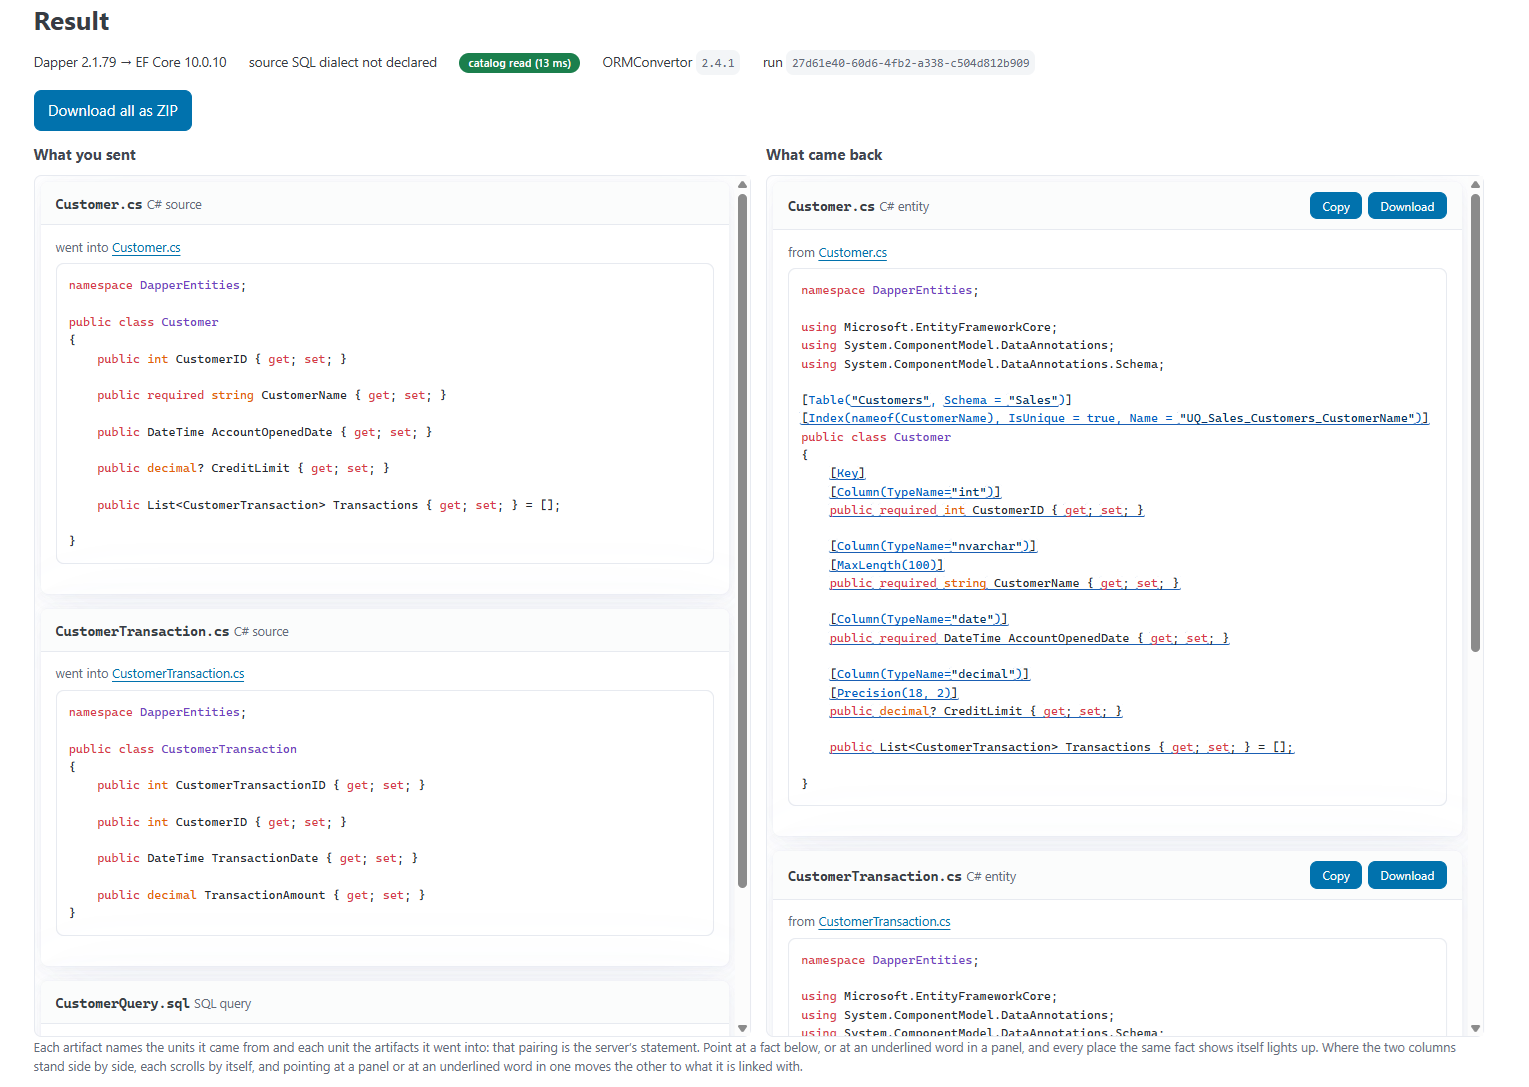 Result
Dapper 2.1.79 → EF Core 10.0.10 source SQL dialect not declared catalog read (13 ms) ORMConvertor 2.4.1 run 27d61e40-60d6-4fb2-a338-c504d812b909
Download all as ZIP
What you sent
Customer.cs C# source
went into Customer.cs
namespace DapperEntities;
public class Customer
{
public int CustomerID { get; set; }
public required string CustomerName { get; set; }
public DateTime AccountOpenedDate { get; set; }
public decimal? CreditLimit { get; set; }
public List<CustomerTransaction> Transactions { get; set; } = [];
}
CustomerTransaction.cs C# source
went into CustomerTransaction.cs
namespace DapperEntities;
public class CustomerTransaction
{
public int CustomerTransactionID { get; set; }
public int CustomerID { get; set; }
public DateTime TransactionDate { get; set; }
public decimal TransactionAmount { get; set; }
}
CustomerQuery.sql SQL query
What came back
Customer.cs C# entity Copy Download
from Customer.cs
namespace DapperEntities;
using Microsoft.EntityFrameworkCore;
using System.ComponentModel.DataAnnotations;
using System.ComponentModel.DataAnnotations.Schema;
[Table("Customers", Schema = "Sales")]
[Index(nameof(CustomerName), IsUnique = true, Name = "UQ_Sales_Customers_CustomerName")]
public class Customer
{
[Key]
[Column(TypeName="int")]
public required int CustomerID { get; set; }
[Column(TypeName="nvarchar")]
[MaxLength(100)]
public required string CustomerName { get; set; }
[Column(TypeName="date")]
public required DateTime AccountOpenedDate { get; set; }
[Column(TypeName="decimal")]
[Precision(18, 2)]
public decimal? CreditLimit { get; set; }
public List<CustomerTransaction> Transactions { get; set; } = [];
}
CustomerTransaction.cs C# entity Copy Download
from CustomerTransaction.cs
namespace DapperEntities;
using Microsoft.EntityFrameworkCore;
using System.ComponentModel.DataAnnotations;
using System.ComponentModel.DataAnnotations.Schema;
Each artifact names the units it came from and each unit the artifacts it went into: that pairing is the server's statement. Point at a fact below, or at an underlined word in a panel, and every place the same fact shows itself lights up. Where the two columns
stand side by side, each scrolls by itself, and pointing at a panel or at an underlined word in one moves the other to what it is linked with.